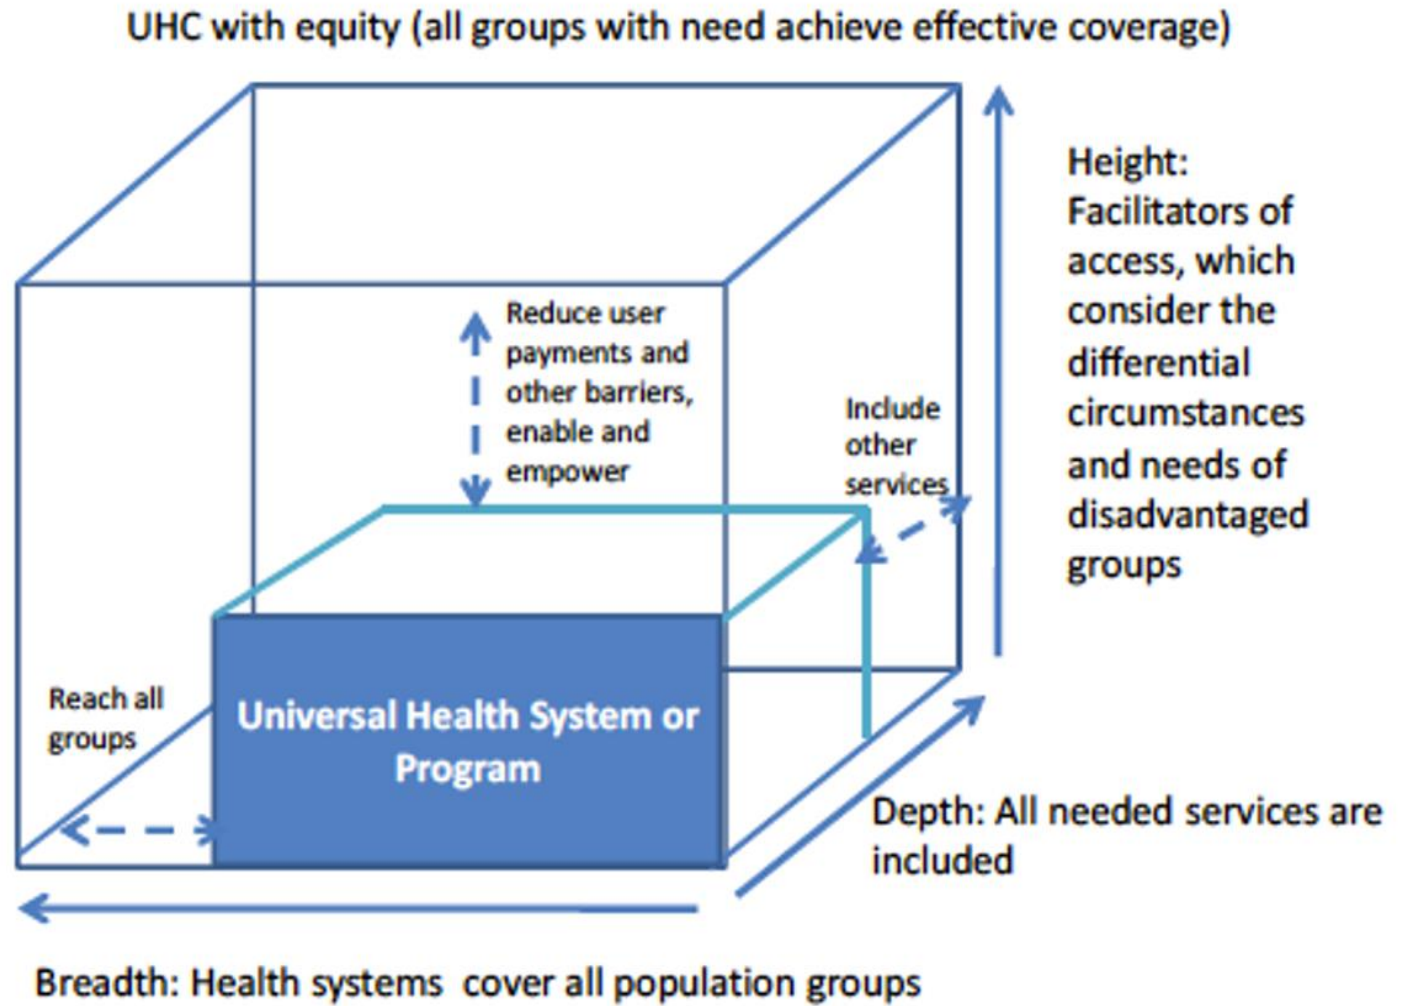 UHC with equity (all groups with need achieve effective coverage)
Height:
Facilitators of
access, which
consider the
differential
circumstances
and needs of
disadvantaged
groups
Reduce user
payments and
other barriers,
enable and
empower
Include
other
services
Reach all
groups
Universal Health System or
Program
Depth: All needed services are
included
Breadth: Health systems cover all population groups